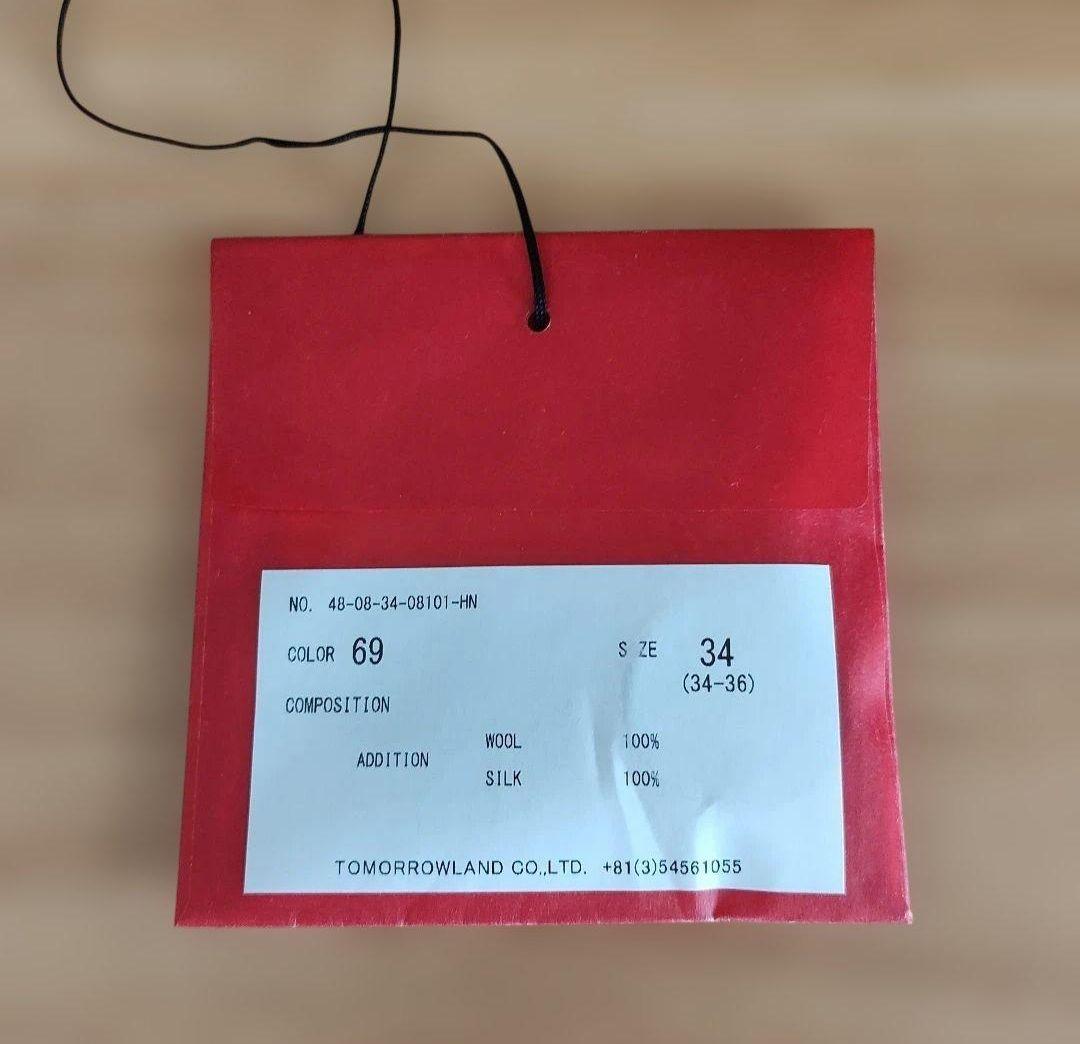 NO. 48-08-34-08101-HN
COLOR 69 S ZE 34
(34-36)
COMPOSITION
WOOL 100%
ADDITION
SILK 100%
TOMORROWLAND CO.,LTD. +81(3)54561055